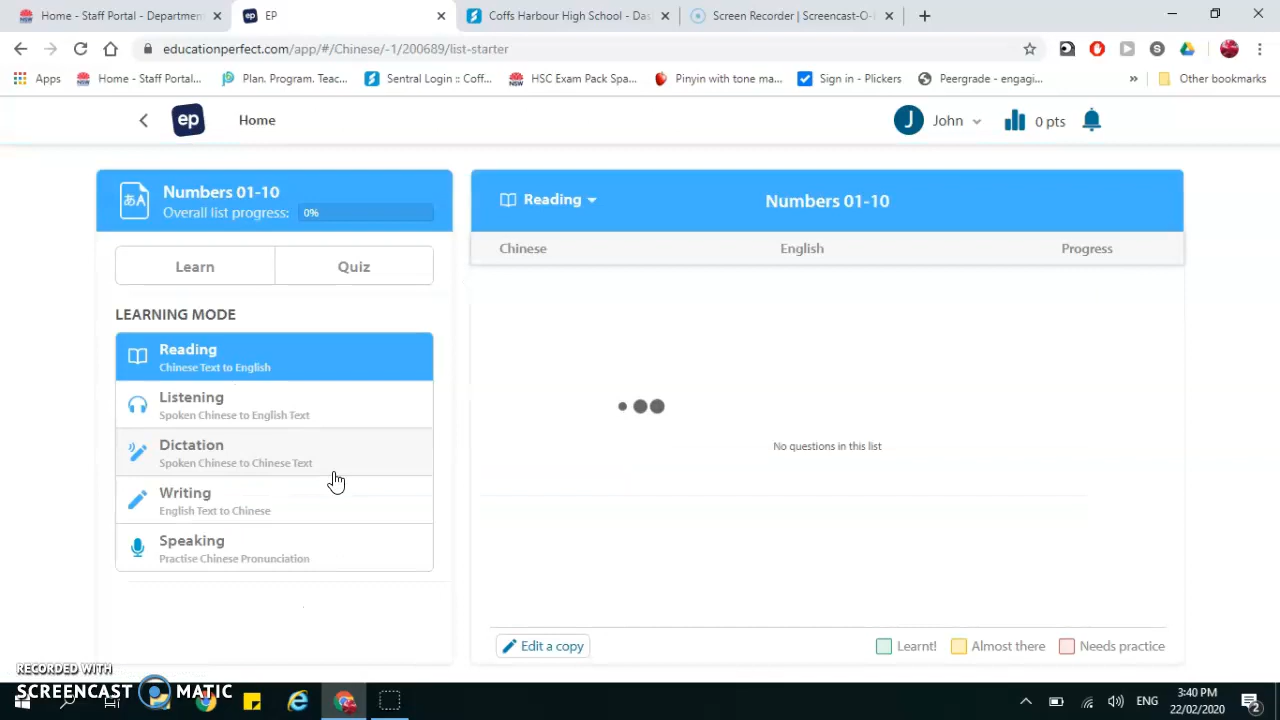 Home - Staff Portal - Department
EP
Coffs Harbour High School - Das
Screen Recorder | Screencast-O-
educationperfect.com/app/#/Chinese/-1/200689/list-starter
Apps
Home - Staff Portal...
Plan. Program. Teac...
Sentral Login :: Coff...
HSC Exam Pack Spa...
Pinyin with tone ma...
Sign in - Plickers
Peergrade - engagi...
Other bookmarks
ep
Home
J
John
0 pts
あA
Numbers 01-10
Overall list progress: 0%
Learn
Quiz
LEARNING MODE
Reading
Chinese Text to English
Listening
Spoken Chinese to English Text
Dictation
Spoken Chinese to Chinese Text
Writing
English Text to Chinese
Speaking
Practise Chinese Pronunciation
Reading
Numbers 01-10
Chinese
English
Progress
No questions in this list
Edit a copy
Learnt!
Almost there
Needs practice
RECORDED WITH
SCREENCAST MATIC
ENG
3:40 PM
22/02/2020
2